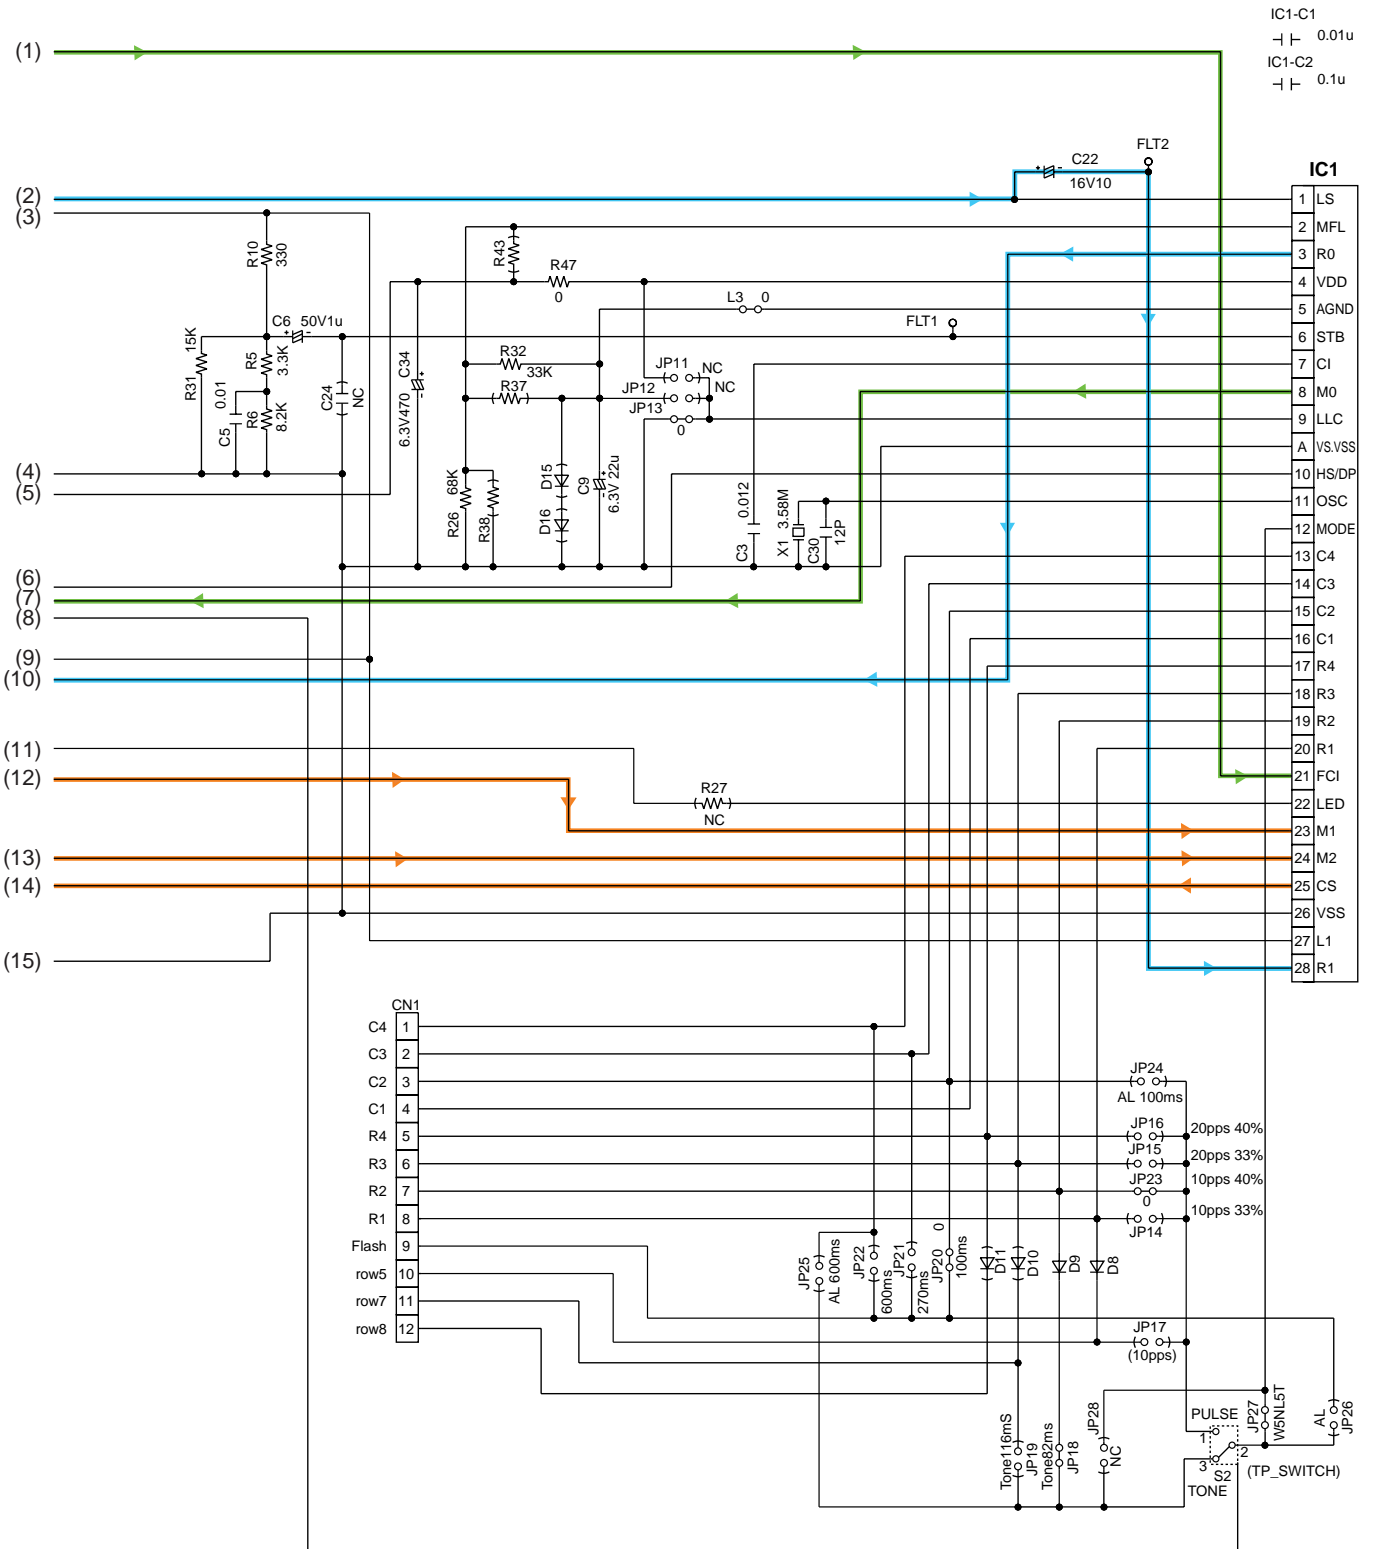 IC1-C1
0.01u
IC1-C2
0.1u
(1)
FLT2
C22
+ -
16V10
IC1
(2)
(3)
(4)
(5)
(6)
(7)
(8)
(9)
(10)
(11)
(12)
(13)
(14)
(15)
1 LS
2 MFL
3 R0
4 VDD
5 AGND
6 STB
7 CI
8 M0
9 LLC
A VS.VSS
10 HS/DP
11 OSC
12 MODE
13 C4
14 C3
15 C2
16 C1
17 R4
18 R3
19 R2
20 R1
21 FCI
22 LED
23 M1
24 M2
25 CS
26 VSS
27 L1
28 R1
R10
330
R43
R47
0
L3 0
FLT1
C6 50V1u
+ -
15K
R31
R5
3.3K
0.01
C5
R6
8.2K
C24
NC
C34
+
-
6.3V470
R32
33K
R37
JP11
NC
JP12
NC
JP13
0
68K
R26
R38
D15
D16
C9
+
-
6.3V 22u
0.012
C3
3.58M
X1
C30
12P
R27
NC
CN1
C4 1
C3 2
C2 3
C1 4
R4 5
R3 6
R2 7
R1 8
Flash 9
row5 10
row7 11
row8 12
JP24
AL 100ms
JP16
20pps 40%
JP15
20pps 33%
JP23
10pps 40%
0
10pps 33%
JP14
JP25
AL 600ms
JP22
600ms
JP21
270ms
0
JP20
100ms
D11
D10
D9
D8
JP17
(10pps)
Tone116mS
JP19
Tone82ms
JP18
JP28
NC
PULSE
1
2
3
S2
TONE
(TP_SWITCH)
JP27
W5NL5T
AL
JP26